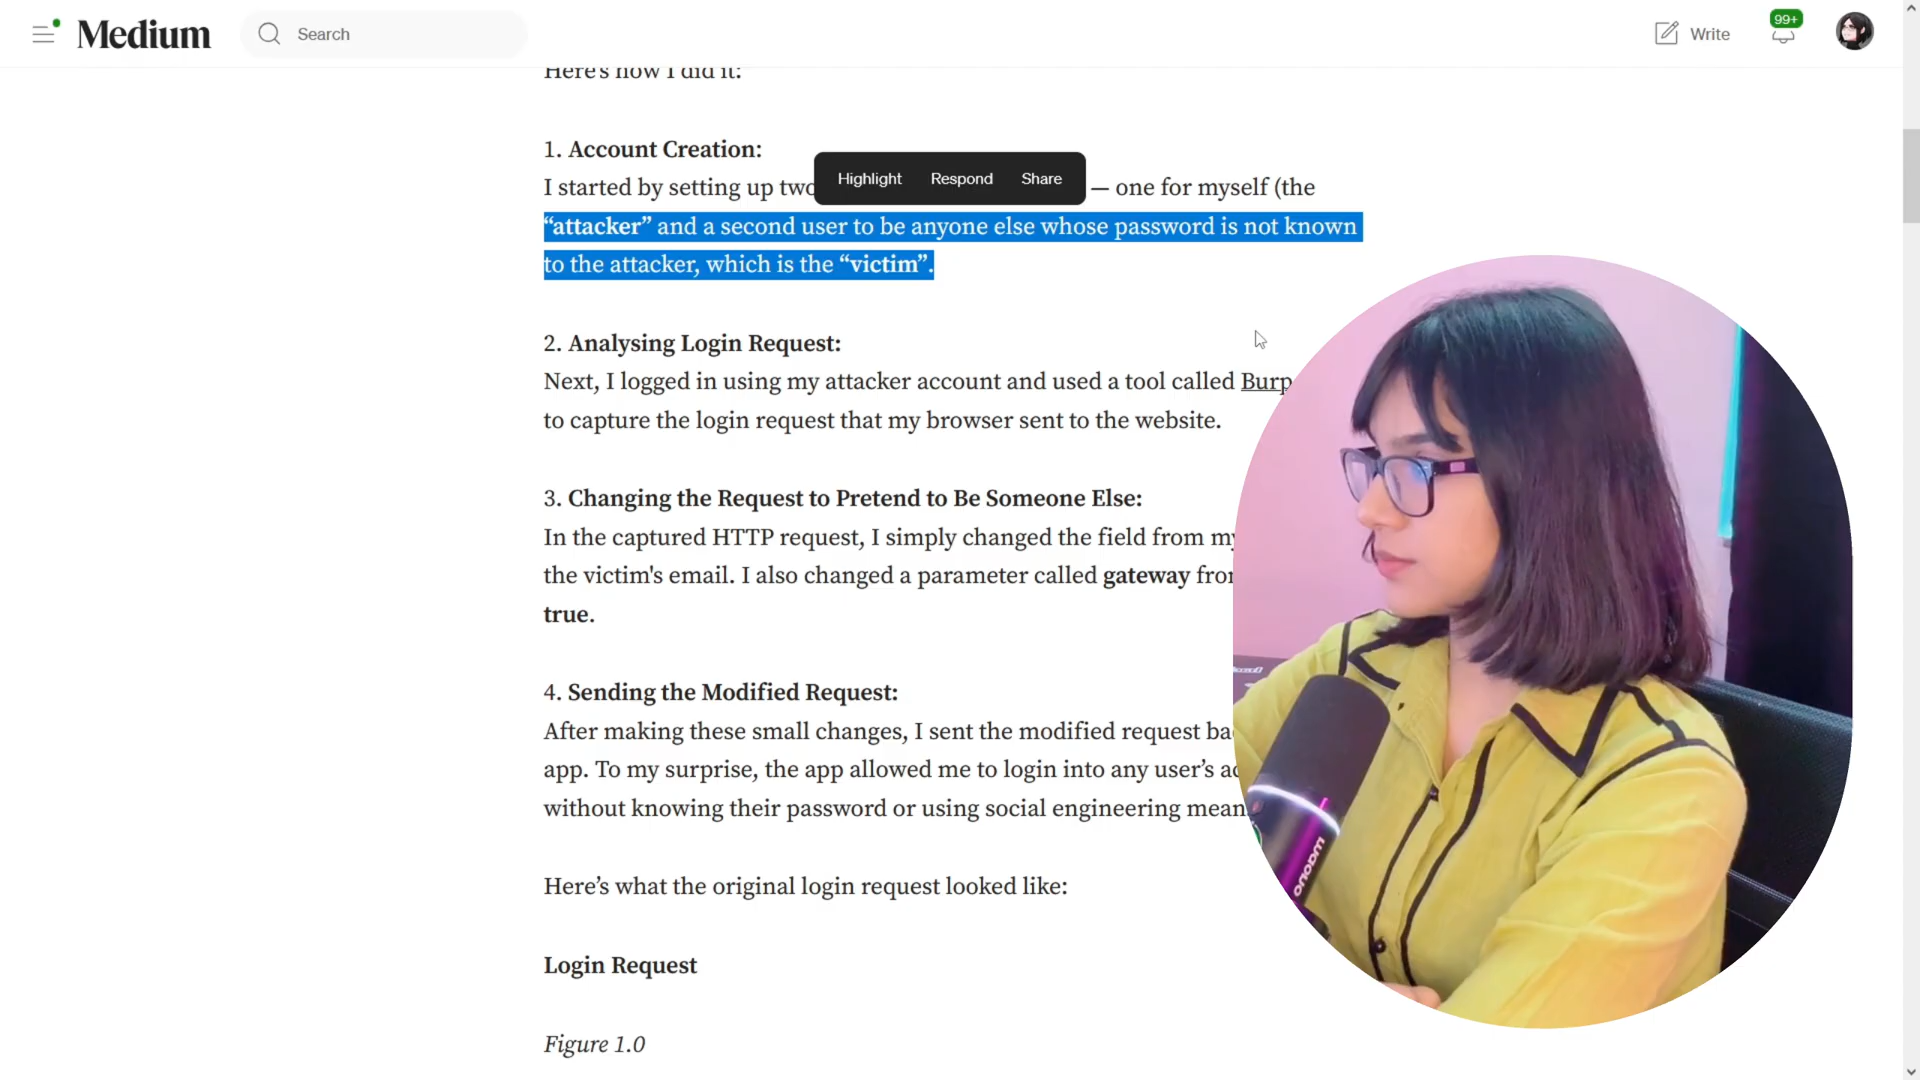 Medium
Search
Write
99+
Here's how I did it:
1. Account Creation:
Highlight Respond Share
I started by setting up two — one for myself (the
“attacker” and a second user to be anyone else whose password is not known
to the attacker, which is the “victim”.
2. Analysing Login Request:
Next, I logged in using my attacker account and used a tool called Burp
to capture the login request that my browser sent to the website.
3. Changing the Request to Pretend to Be Someone Else:
In the captured HTTP request, I simply changed the field from my
the victim's email. I also changed a parameter called gateway from
true.
4. Sending the Modified Request:
After making these small changes, I sent the modified request
app. To my surprise, the app allowed me to login into any user’s
without knowing their password or using social engineering
Here’s what the original login request looked like:
Login Request
Figure 1.0
maono